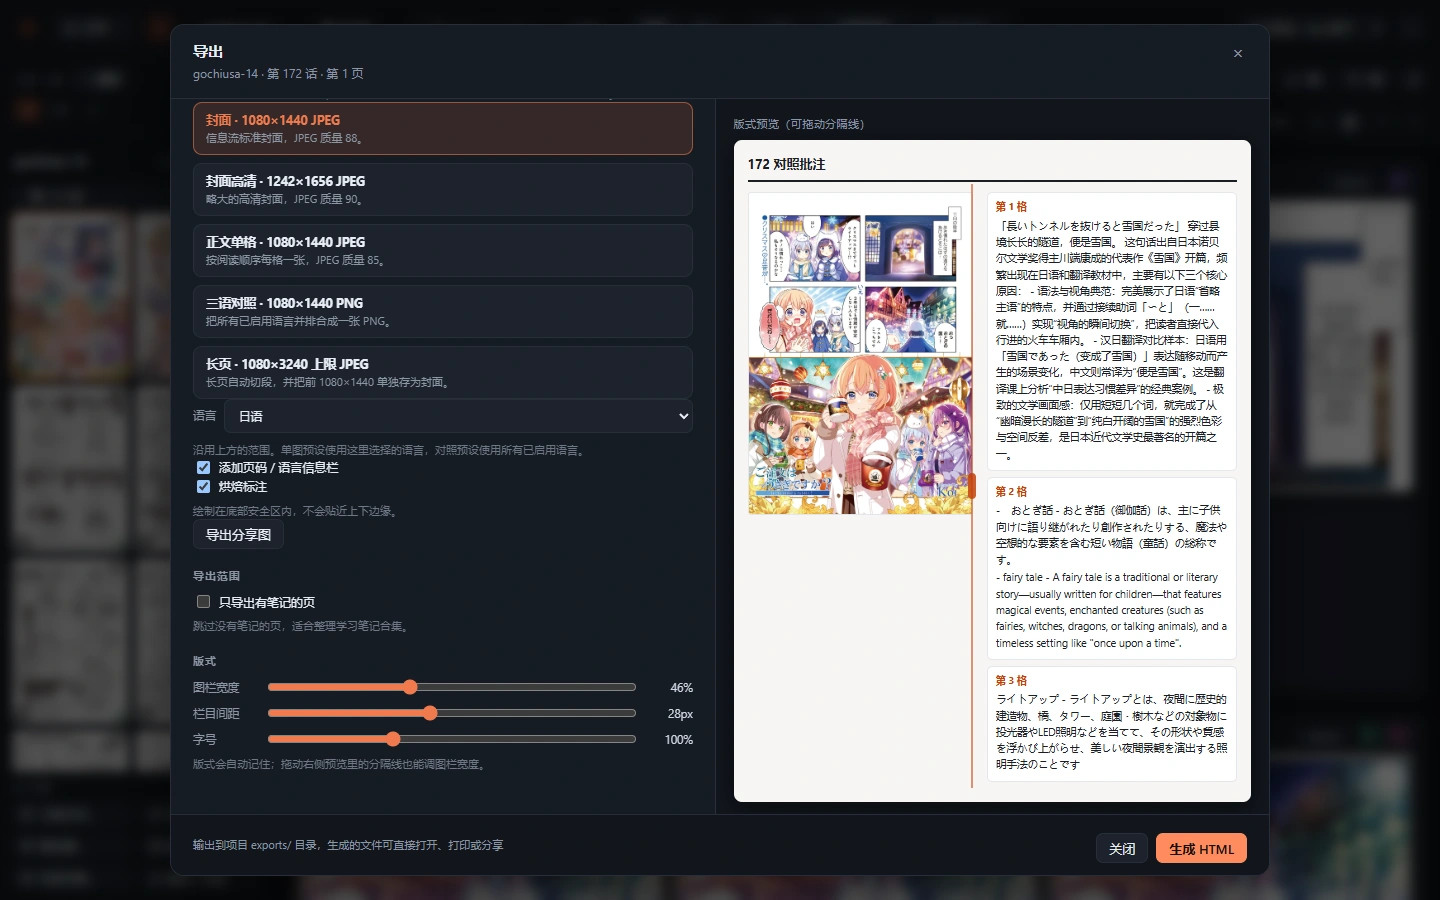 导出
gochiusa-14 · 第 172 话 · 第 1 页
×
封面 · 1080×1440 JPEG
信息流标准封面，JPEG 质量 88。
封面高清 · 1242×1656 JPEG
略大的高清封面，JPEG 质量 90。
正文单格 · 1080×1440 JPEG
按阅读顺序每格一张，JPEG 质量 85。
三语对照 · 1080×1440 PNG
把所有已启用语言并排合成一张 PNG。
长页 · 1080×3240 上限 JPEG
长页自动切段，并把前 1080×1440 单独存为封面。
语言 日语
沿用上方的范围。单图预设使用这里选择的语言，对照预设使用所有已启用语言。
添加页码 / 语言信息栏
烘焙标注
绘制在底部安全区内，不会贴近上下边缘。
导出分享图
导出范围
只导出有笔记的页
跳过没有笔记的页，适合整理学习笔记合集。
版式
图栏宽度 46%
栏目间距 28px
字号 100%
版式会自动记住；拖动右侧预览里的分隔线也能调图栏宽度。
版式预览（可拖动分隔线）
172 对照批注
ご注文は
Koi
第 1 格
「長いトンネルを抜けると雪国だった」 穿过县
境长长的隧道，便是雪国。 这句话出自日本诺贝
尔文学奖得主川端康成的代表作《雪国》开篇，频
繁出现在日语和翻译教材中，主要有以下三个核心
原因： - 语法与视角典范：完美展示了日语“省略
主语”的特点，并通过接续助词「～と」（一……
就……）实现“视角的瞬间切换”，把读者直接代入
行进的火车车厢内。 - 汉日翻译对比样本：日语用
「雪国であった（变成了雪国）」表达随移动而产
生的场景变化，中文则常译为“便是雪国”。这是翻
译课上分析“中日表达习惯差异”的经典案例。 - 极
致的文学画面感：仅用短短几个词，就完成了从
“幽暗漫长的隧道”到“纯白开阔的雪国”的强烈色彩
与空间反差，是日本近代文学史最著名的开篇之
一。
第 2 格
- おとぎ話 - おとぎ話（御伽話）は、主に子供
向けに語り継がれたり創作されたりする、魔法や
空想的な要素を含む短い物語（童話）の総称で
す。
- fairy tale - A fairy tale is a traditional or literary
story—usually written for children—that features
magical events, enchanted creatures (such as
fairies, witches, dragons, or talking animals), and a
timeless setting like "once upon a time".
第 3 格
ライトアップ - ライトアップとは、夜間に歴史的
建造物、橋、タワー、庭園・樹木などの対象物に
投光器やLED照明などを当てて、その形状や質感
を浮かび上がらせ、美しい夜間景観を演出する照
明手法のことです
输出到项目 exports/ 目录，生成的文件可直接打开、打印或分享
关闭
生成 HTML